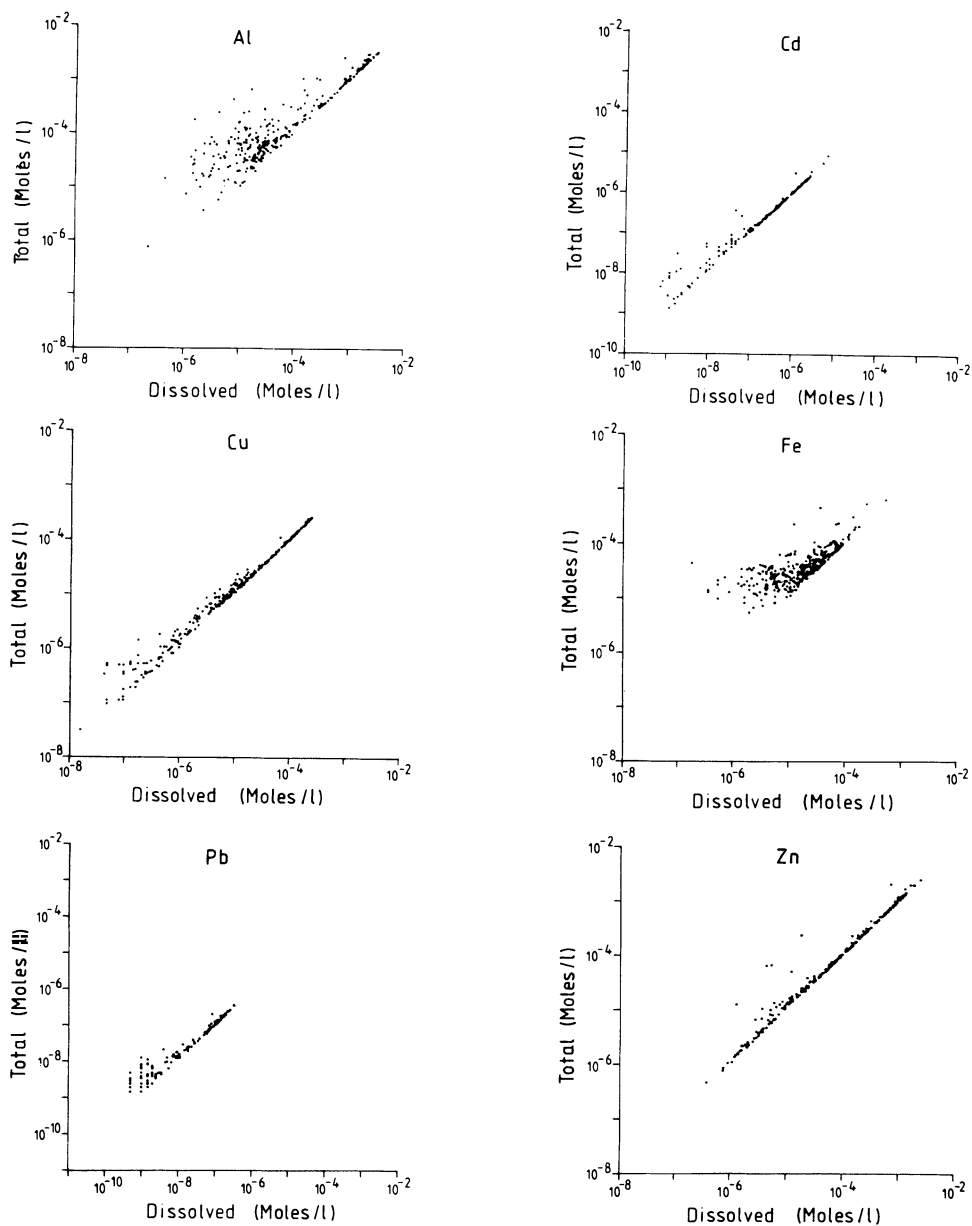 Al
10⁻²
10⁻⁴
10⁻⁶
10⁻⁸
Total (Moles/l)
10⁻⁸ 10⁻⁶ 10⁻⁴ 10⁻²
Dissolved (Moles/l)
Cd
10⁻²
10⁻⁴
10⁻⁶
10⁻⁸
10⁻¹⁰
Total (Moles/l)
10⁻¹⁰ 10⁻⁸ 10⁻⁶ 10⁻⁴ 10⁻²
Dissolved (Moles/l)
Cu
10⁻²
10⁻⁴
10⁻⁶
10⁻⁸
Total (Moles/l)
10⁻⁸ 10⁻⁶ 10⁻⁴ 10⁻²
Dissolved (Moles/l)
Fe
10⁻²
10⁻⁴
10⁻⁶
10⁻⁸
Total (Moles/l)
10⁻⁸ 10⁻⁶ 10⁻⁴ 10⁻²
Dissolved (Moles/l)
Pb
10⁻²
10⁻⁴
10⁻⁶
10⁻⁸
10⁻¹⁰
Total
10⁻¹⁰ 10⁻⁸ 10⁻⁶ 10⁻⁴ 10⁻²
Dissolved (Moles/l)
Zn
10⁻²
10⁻⁴
10⁻⁶
10⁻⁸
Total (Moles/l)
10⁻⁸ 10⁻⁶ 10⁻⁴ 10⁻²
Dissolved (Moles/l)